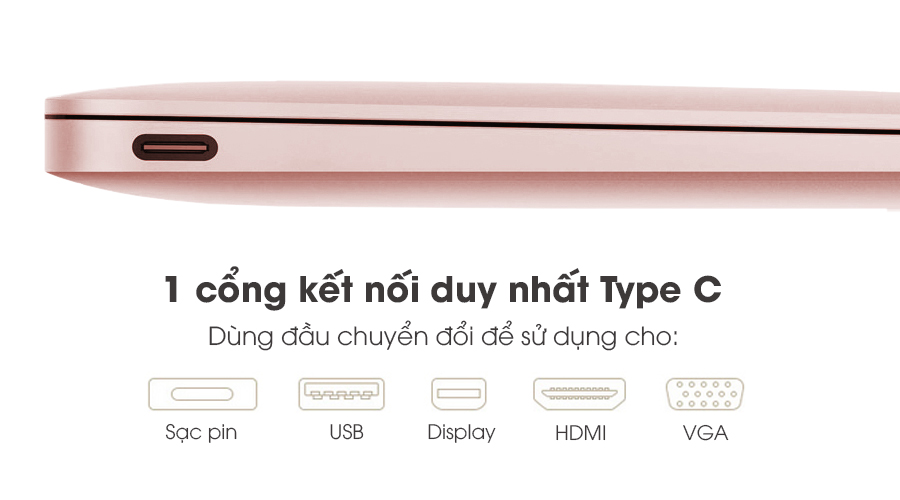 1 cổng kết nối duy nhất Type C
Dùng đầu chuyển đổi để sử dụng cho:
Sạc pin USB Display HDMI VGA